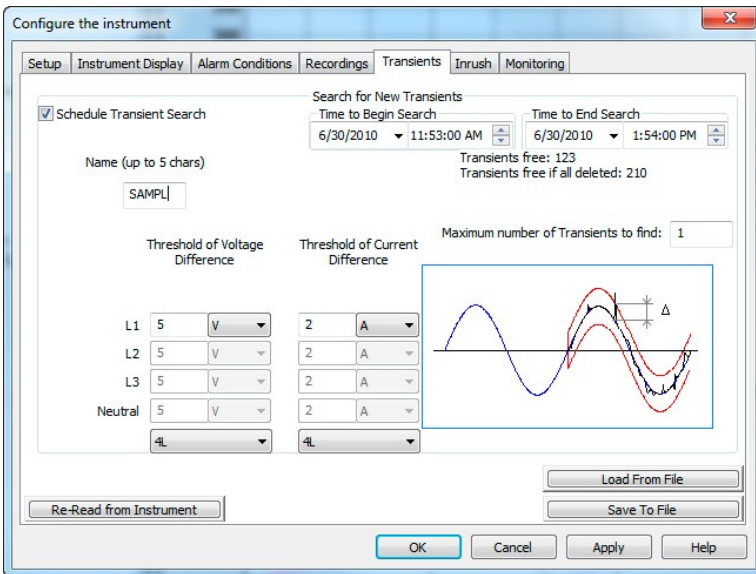 Configure the instrument
Setup Instrument Display Alarm Conditions Recordings Transients Inrush Monitoring
Search for New Transients
Schedule Transient Search
Time to Begin Search
Time to End Search
6/30/2010 11:53:00 AM
6/30/2010 1:54:00 PM
Transients free: 123
Transients free if all deleted: 210
Name (up to 5 chars)
SAMPL
Maximum number of Transients to find: 1
Threshold of Voltage
Difference
Threshold of Current
Difference
Δ
L1 5 V 2 A
L2 5 V 2 A
L3 5 V 2 A
Neutral 5 V 2 A
4L 4L
Load From File
Re-Read from Instrument
Save To File
OK Cancel Apply Help